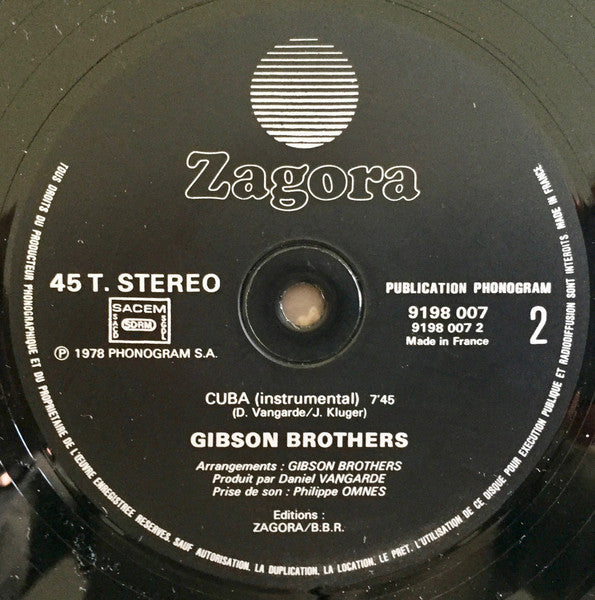 Zagora
45 T. STEREO
SACEM
SACD
SDRM
SGDL
℗ 1978 PHONOGRAM S.A.
PUBLICATION PHONOGRAM
9198 007
9198 007 2
Made in France
2
CUBA (instrumental) 7'45
(D. Vangarde/J. Kluger)
GIBSON BROTHERS
Arrangements : GIBSON BROTHERS
Produit par Daniel VANGARDE
Prise de son : Philippe OMNES
Editions :
ZAGORA/B.B.R.
TOUS DROITS DU PRODUCTEUR PHONOGRAPHIQUE ET DU PROPRIETAIRE DE L'ŒUVRE ENREGISTREE RESERVES. SAUF AUTORISATION. LA DUPLICATION. LA LOCATION. LE PRET. L'UTILISATION DE CE DISQUE POUR EXECUTION PUBLIQUE ET RADIODIFFUSION SONT INTERDITS MADE IN FRANCE.